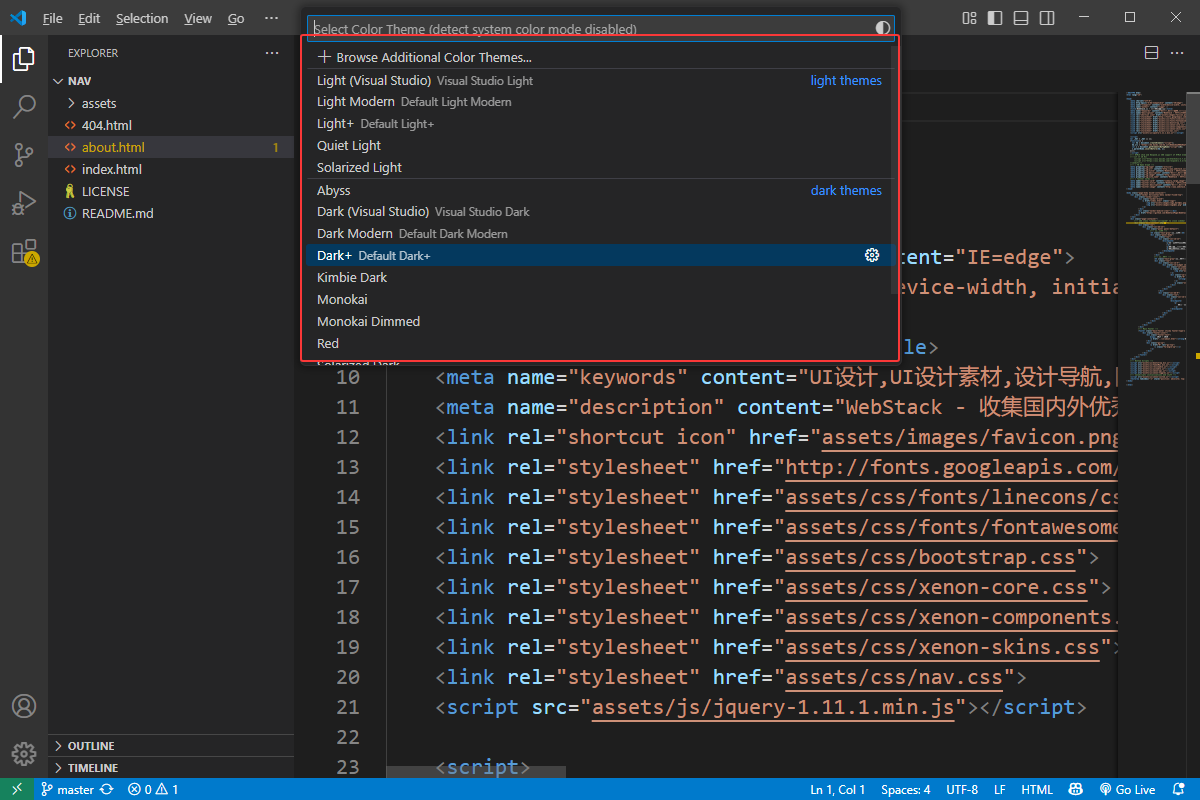 File Edit Selection View Go ···
Select Color Theme (detect system color mode disabled)
EXPLORER
NAV
assets
404.html
about.html 1
index.html
LICENSE
README.md
OUTLINE
TIMELINE
Browse Additional Color Themes...
Light (Visual Studio) Visual Studio Light light themes
Light Modern Default Light Modern
Light+ Default Light+
Quiet Light
Solarized Light
Abyss dark themes
Dark (Visual Studio) Visual Studio Dark
Dark Modern Default Dark Modern
Dark+ Default Dark+
Kimbie Dark
Monokai
Monokai Dimmed
Red
Solarized Dark
tent="IE=edge">
evice-width, initia
le>
10 <meta name="keywords" content="UI设计,UI设计素材,设计导航,
11 <meta name="description" content="WebStack - 收集国内外优秀
12 <link rel="shortcut icon" href="assets/images/favicon.png
13 <link rel="stylesheet" href="http://fonts.googleapis.com/
14 <link rel="stylesheet" href="assets/css/fonts/linecons/cs
15 <link rel="stylesheet" href="assets/css/fonts/fontawesome
16 <link rel="stylesheet" href="assets/css/bootstrap.css">
17 <link rel="stylesheet" href="assets/css/xenon-core.css">
18 <link rel="stylesheet" href="assets/css/xenon-components.
19 <link rel="stylesheet" href="assets/css/xenon-skins.css">
20 <link rel="stylesheet" href="assets/css/nav.css">
21 <script src="assets/js/jquery-1.11.1.min.js"></script>
22
23 <script>
master 0 1 Ln 1, Col 1 Spaces: 4 UTF-8 LF HTML Go Live